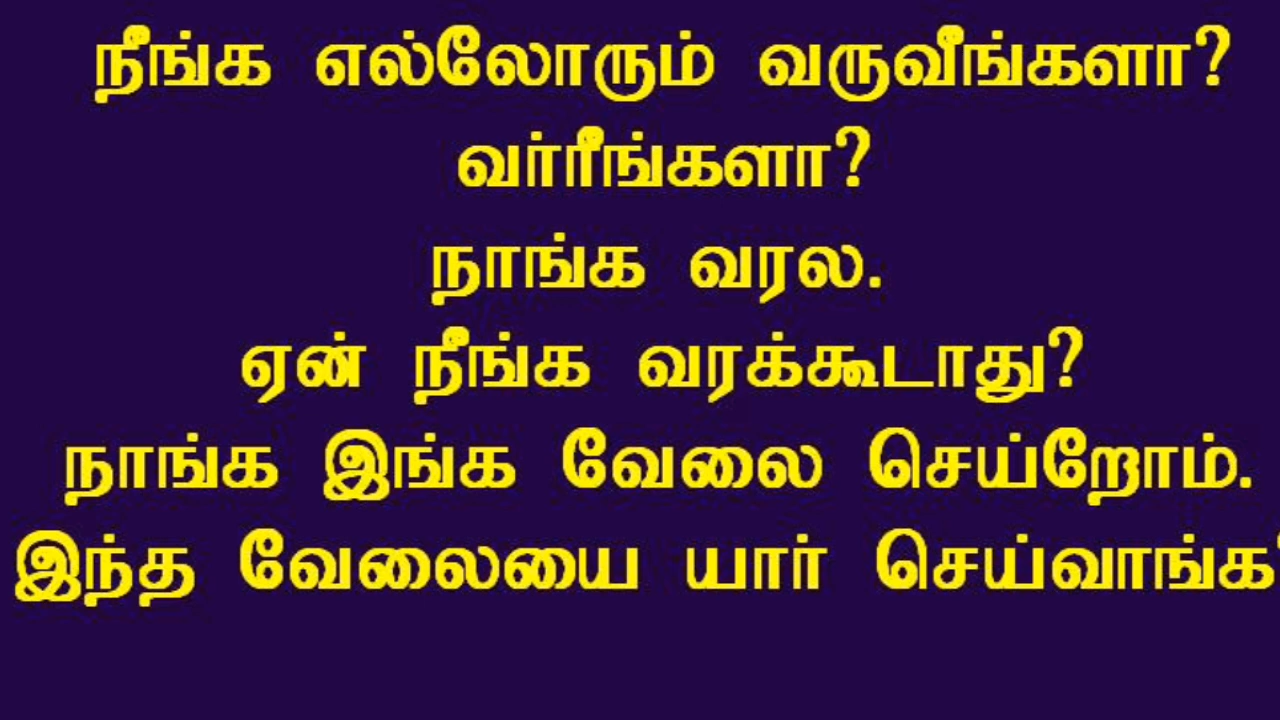 நீங்க எல்லோரும் வருவீங்களா?
வர்ரீங்களா?
நாங்க வரல.
ஏன் நீங்க வரக்கூடாது?
நாங்க இங்க வேலை செய்றோம்.
இந்த வேலையை யார் செய்வாங்க?